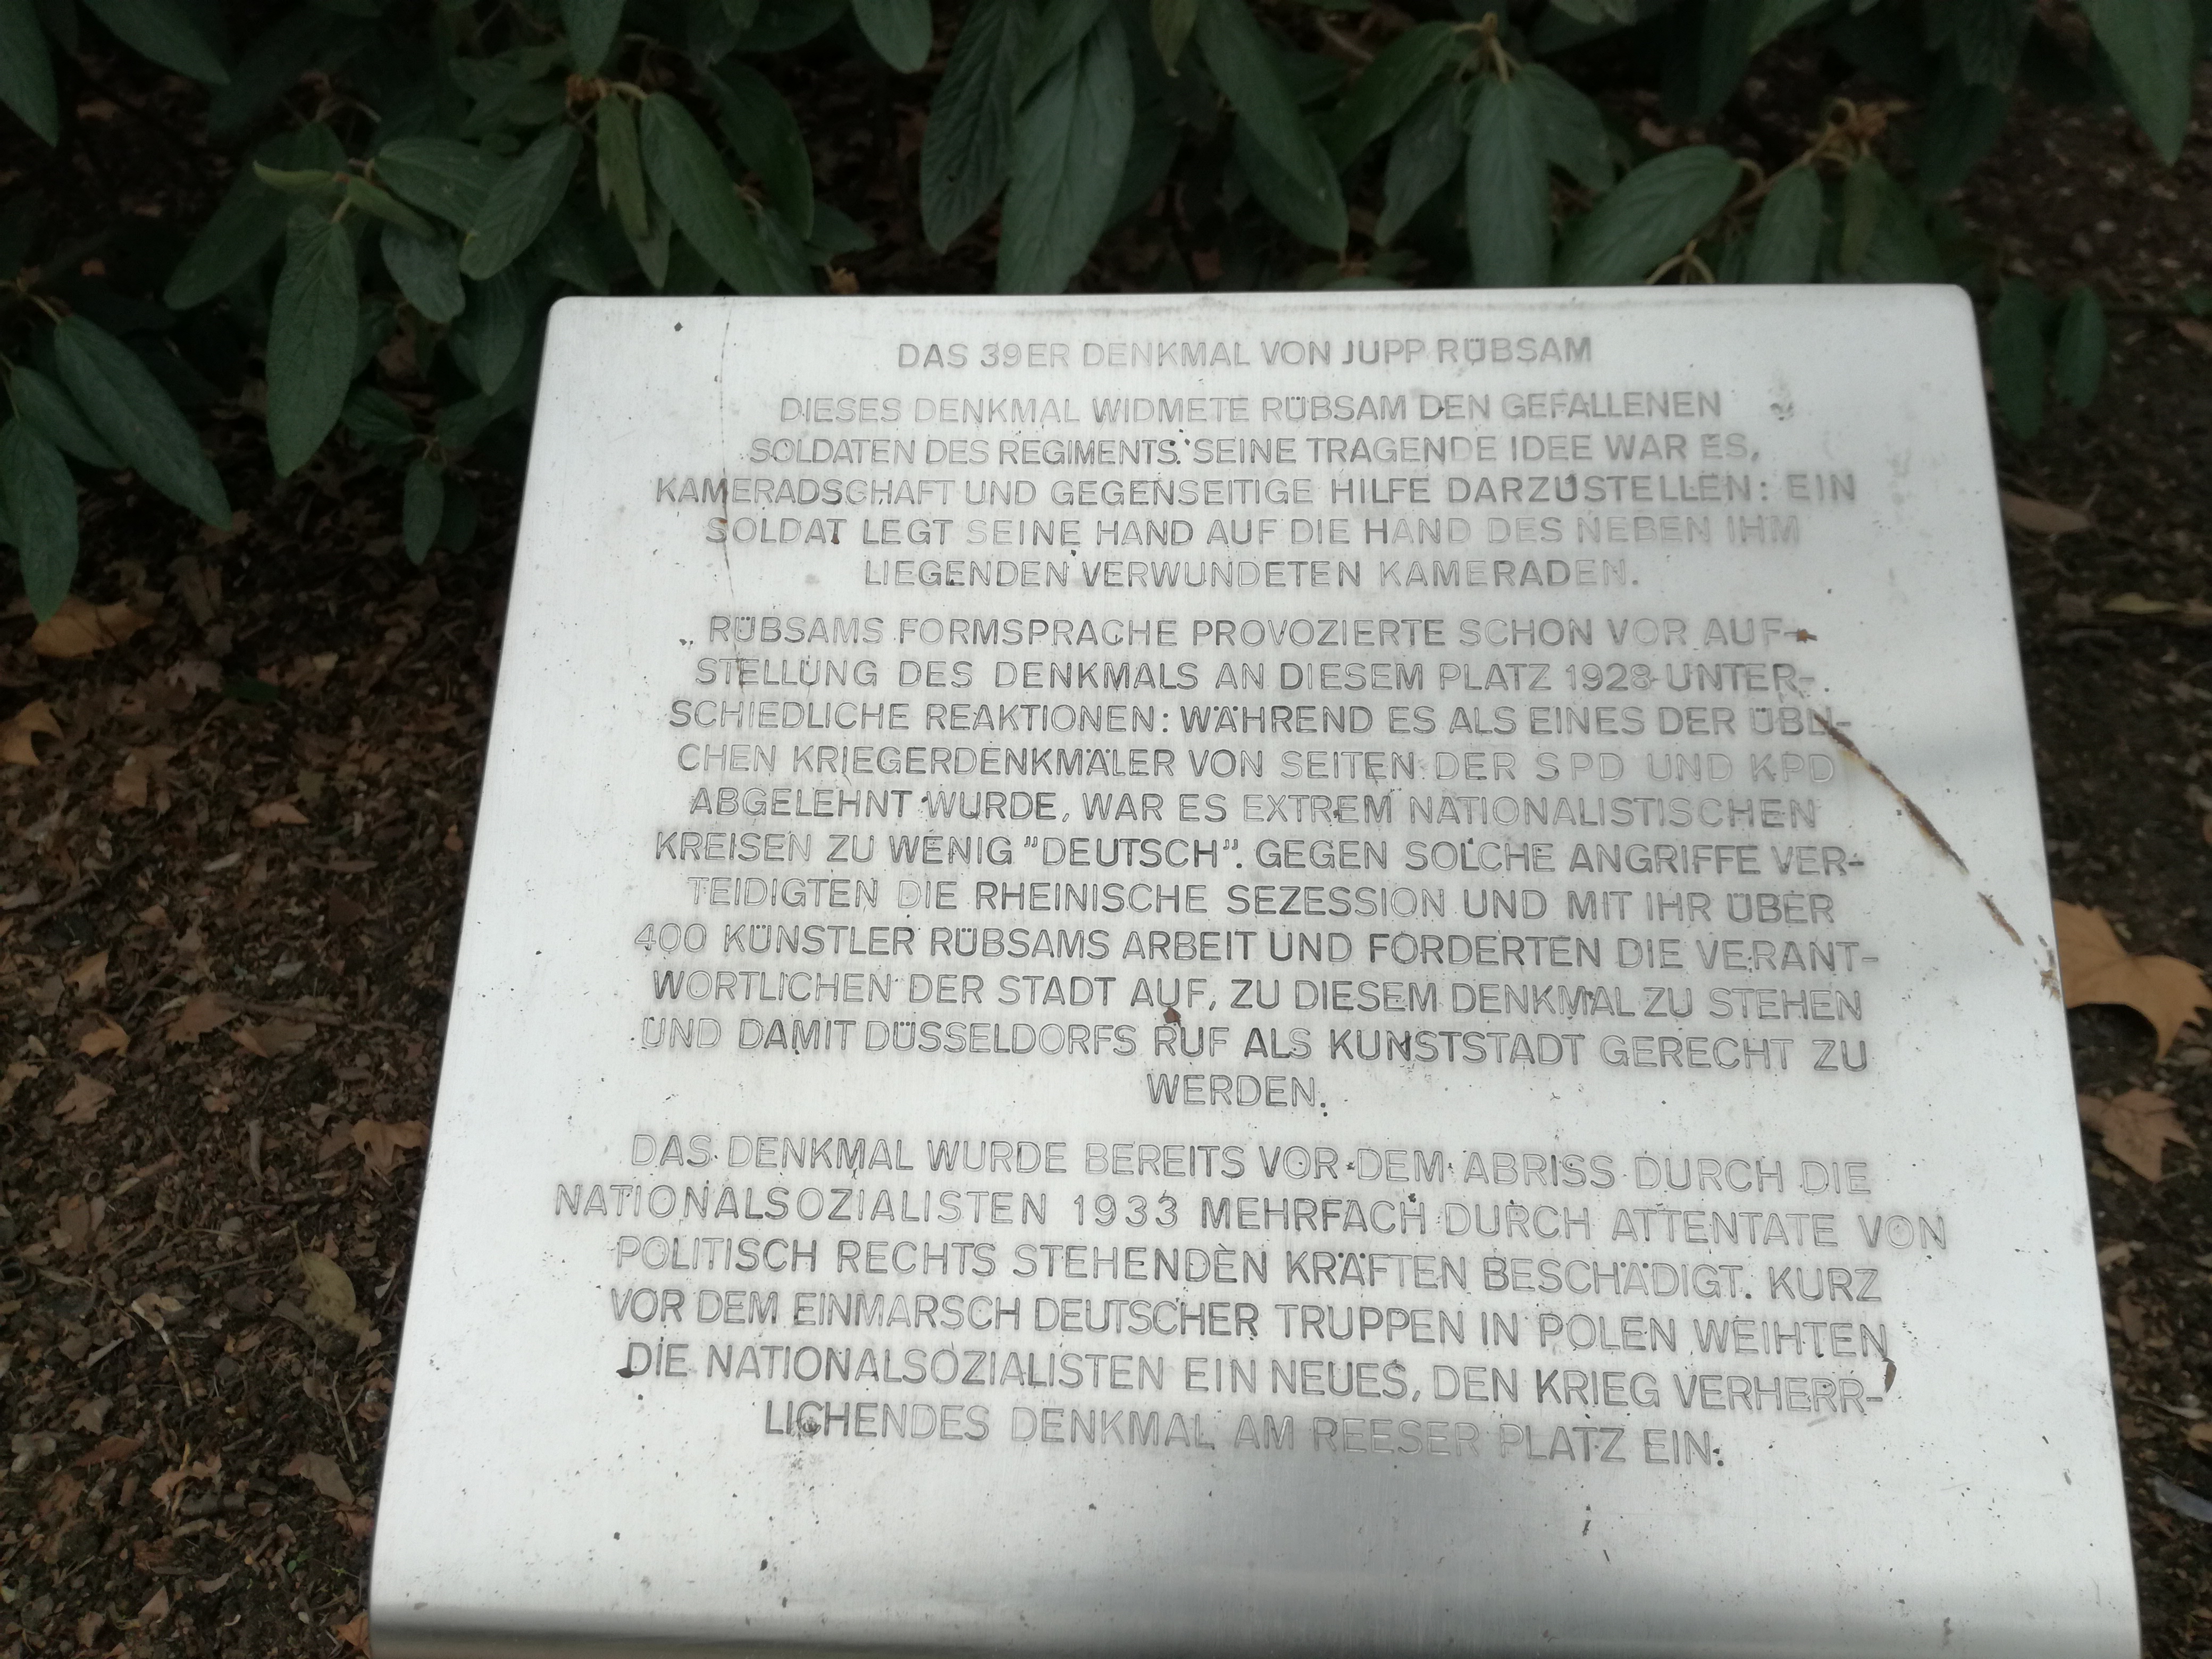 DAS 39ER DENKMAL VON JUPP RÜBSAM
DIESES DENKMAL WIDMETE RÜBSAM DEN GEFALLENEN
SOLDATEN DES REGIMENTS. SEINE TRAGENDE IDEE WAR ES,
KAMERADSCHAFT UND GEGENSEITIGE HILFE DARZUSTELLEN: EIN
SOLDAT LEGT SEINE HAND AUF DIE HAND DES NEBEN IHM
LIEGENDEN VERWUNDETEN KAMERADEN.
RÜBSAMS FORMSPRACHE PROVOZIERTE SCHON VOR AUF-
STELLUNG DES DENKMALS AN DIESEM PLATZ 1928 UNTER-
SCHIEDLICHE REAKTIONEN: WÄHREND ES ALS EINES DER ÜBLI-
CHEN KRIEGERDENKMÄLER VON SEITEN DER SPD UND KPD
ABGELEHNT WURDE, WAR ES EXTREM NATIONALISTISCHEN
KREISEN ZU WENIG "DEUTSCH". GEGEN SOLCHE ANGRIFFE VER-
TEIDIGTEN DIE RHEINISCHE SEZESSION UND MIT IHR ÜBER
400 KÜNSTLER RÜBSAMS ARBEIT UND FORDERTEN DIE VERANT-
WORTLICHEN DER STADT AUF, ZU DIESEM DENKMAL ZU STEHEN
UND DAMIT DÜSSELDORFS RUF ALS KUNSTSTADT GERECHT ZU
WERDEN.
DAS DENKMAL WURDE BEREITS VOR DEM ABRISS DURCH DIE
NATIONALSOZIALISTEN 1933 MEHRFACH DURCH ATTENTATE VON
POLITISCH RECHTS STEHENDEN KRÄFTEN BESCHÄDIGT. KURZ
VOR DEM EINMARSCH DEUTSCHER TRUPPEN IN POLEN WEIHTEN
DIE NATIONALSOZIALISTEN EIN NEUES, DEN KRIEG VERHERR-
LICHENDES DENKMAL AM REESER PLATZ EIN.